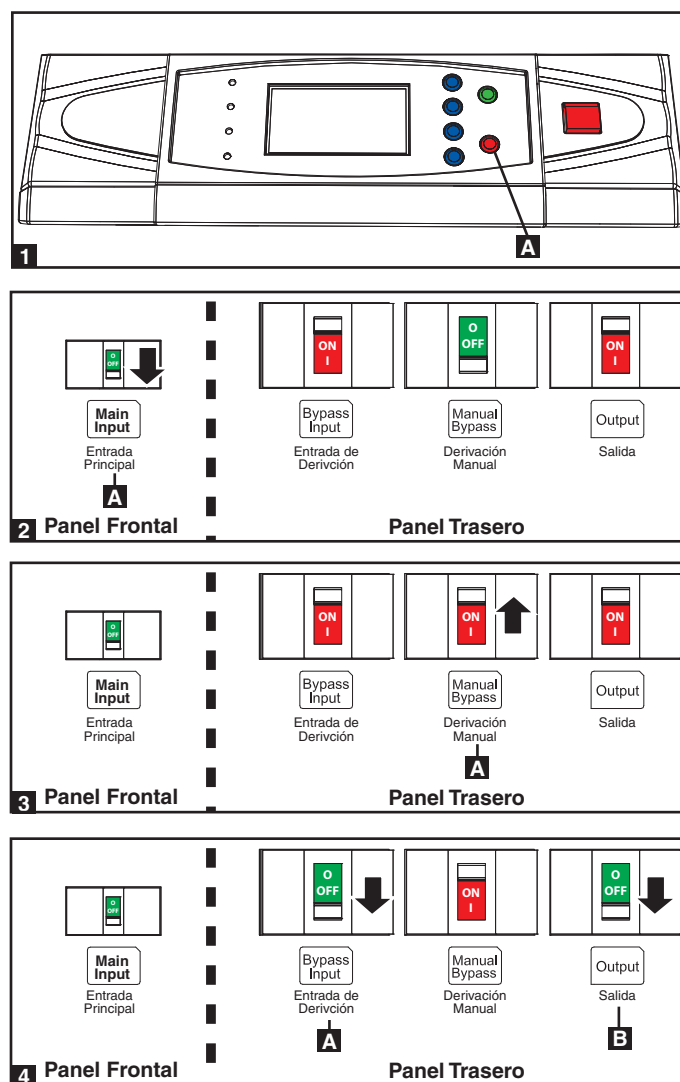 A
1
O
OFF
ON
I
O
OFF
ON
I
Main
Input
Bypass
Input
Manual
Bypass
Output
Entrada
Principal
Entrada de
Derivción
Derivación
Manual
Salida
A
2 Panel Frontal
Panel Trasero
O
OFF
ON
I
ON
I
ON
I
Main
Input
Bypass
Input
Manual
Bypass
Output
Entrada
Principal
Entrada de
Derivción
Derivación
Manual
Salida
A
3 Panel Frontal
Panel Trasero
O
OFF
O
OFF
ON
I
O
OFF
Main
Input
Bypass
Input
Manual
Bypass
Output
Entrada
Principal
Entrada de
Derivción
Derivación
Manual
Salida
A
B
4 Panel Frontal
Panel Trasero